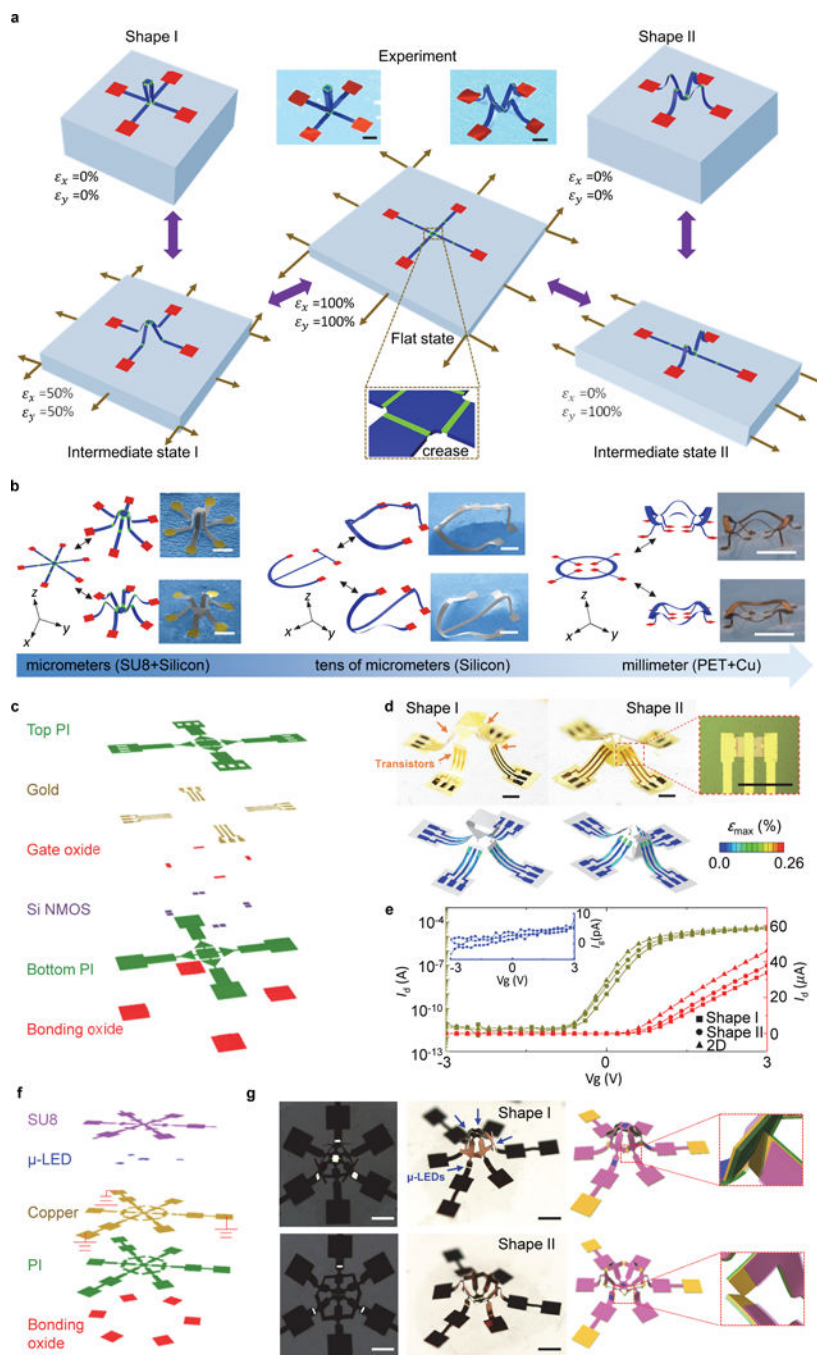 a
Shape I
Experiment
Shape II
εx =0%
εy =0%
εx =0%
εy =0%
εx =100%
εy =100%
Flat state
εx =50%
εy =50%
εx =0%
εy =100%
Intermediate state I
crease
Intermediate state II
b
z
x
y
z
x
y
z
x
y
micrometers (SU8+Silicon)
tens of micrometers (Silicon)
millimeter (PET+Cu)
c
Top PI
Gold
Gate oxide
Si NMOS
Bottom PI
Bonding oxide
d
Shape I
Shape II
Transistors
εmax (%)
0.0
0.26
e
10-4
10-7
10-10
10-13
Id (A)
10
0
Ig(pA)
-3
0
3
Vg (V)
60
40
20
0
Id (μA)
Shape I
Shape II
2D
-3
0
3
Vg (V)
f
SU8
μ-LED
Copper
PI
Bonding
oxide
g
Shape I
μ-LEDs
Shape II